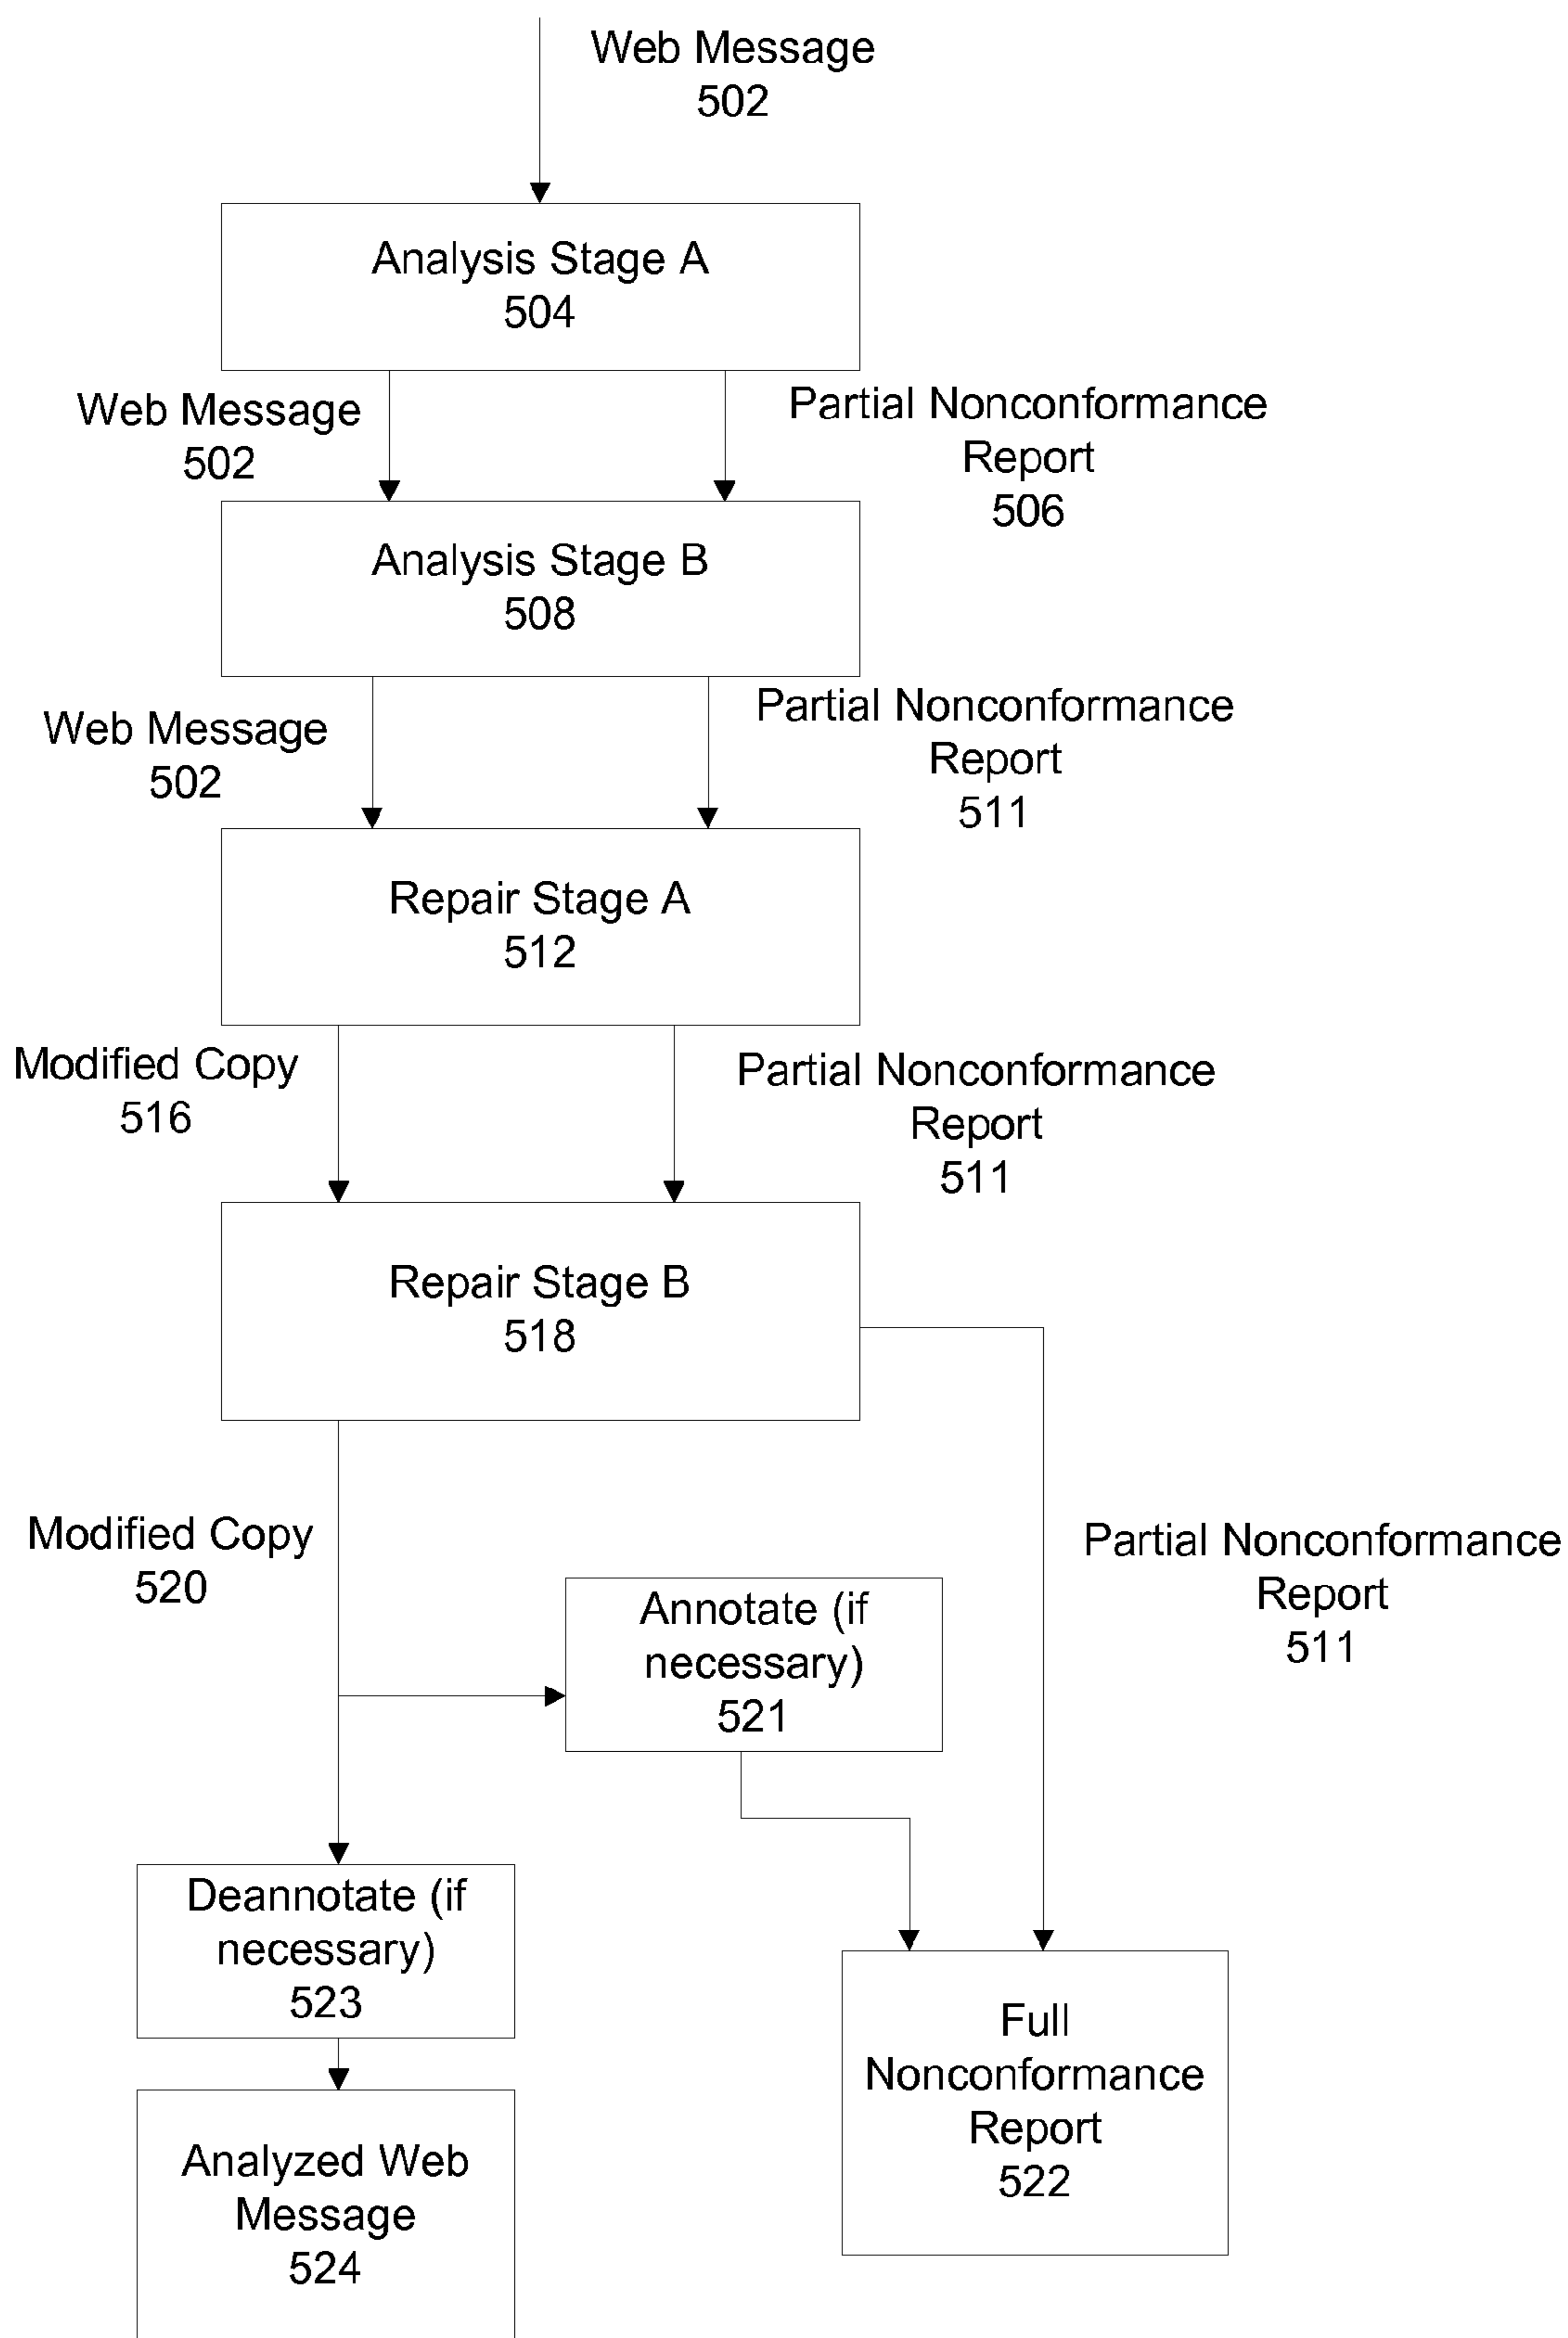 Web Message
502
Analysis Stage A
504
Web Message
502
Partial Nonconformance
Report
506
Analysis Stage B
508
Web Message
502
Partial Nonconformance
Report
511
Repair Stage A
512
Modified Copy
516
Partial Nonconformance
Report
511
Repair Stage B
518
Modified Copy
520
Partial Nonconformance
Report
511
Annotate (if
necessary)
521
Deannotate (if
necessary)
523
Full
Nonconformance
Report
522
Analyzed Web
Message
524